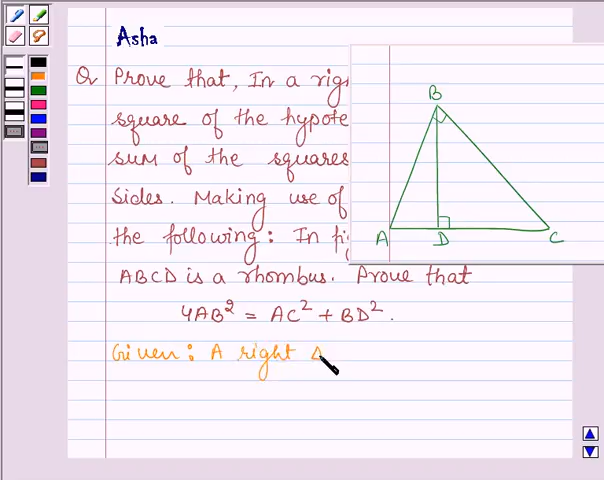 Asha
Q Prove that, In a rig
square of the hypote
sum of the squares
sides. Making use of
the following: In fi
ABCD is a rhombus. Prove that
4AB² = AC² + BD².
Given: A right Δ
B
A D C